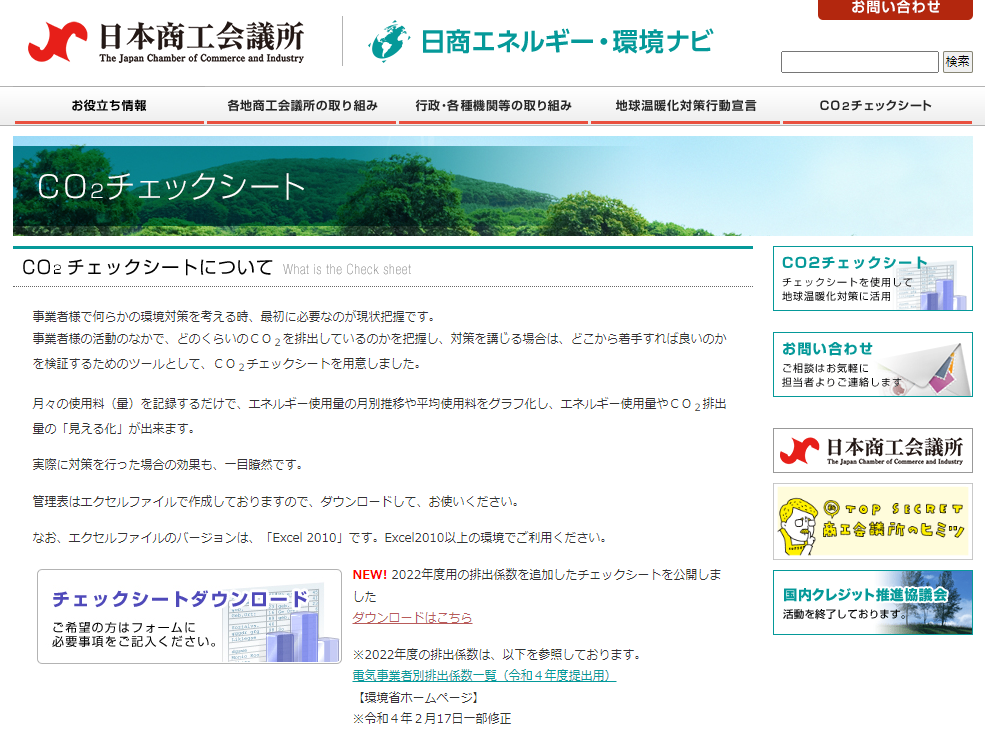 お問い合わせ
日本商工会議所
The Japan Chamber of Commerce and Industry
日商エネルギー・環境ナビ
検索
お役立ち情報
各地商工会議所の取り組み
行政・各種機関等の取り組み
地球温暖化対策行動宣言
CO2チェックシート
CO2チェックシート
CO2 チェックシートについて What is the Check sheet
事業者様で何らかの環境対策を考える時、最初に必要なのが現状把握です。
事業者様の活動のなかで、どのくらいのＣＯ２を排出しているのかを把握し、対策を講じる場合は、どこから着手すれば良いのか
を検証するためのツールとして、ＣＯ２チェックシートを用意しました。
月々の使用料（量）を記録するだけで、エネルギー使用量の月別推移や平均使用料をグラフ化し、エネルギー使用量やＣＯ２排出
量の「見える化」が出来ます。
実際に対策を行った場合の効果も、一目瞭然です。
管理表はエクセルファイルで作成しておりますので、ダウンロードして、お使いください。
なお、エクセルファイルのバージョンは、「Excel 2010」です。Excel2010以上の環境でご利用ください。
チェックシートダウンロード
ご希望の方はフォームに
必要事項をご記入ください。
NEW! 2022年度用の排出係数を追加したチェックシートを公開しま
した
ダウンロードはこちら
※2022年度の排出係数は、以下を参照しております。
電気事業者別排出係数一覧（令和４年度提出用）
【環境省ホームページ】
※令和４年２月17日一部修正
CO2チェックシート
チェックシートを使用して
地球温暖化対策に活用
お問い合わせ
ご相談はお気軽に
担当者よりご連絡します
日本商工会議所
The Japan Chamber of Commerce and Industry
TOP SECRET
商工会議所のヒミツ
国内クレジット推進協議会
活動を終了しております。